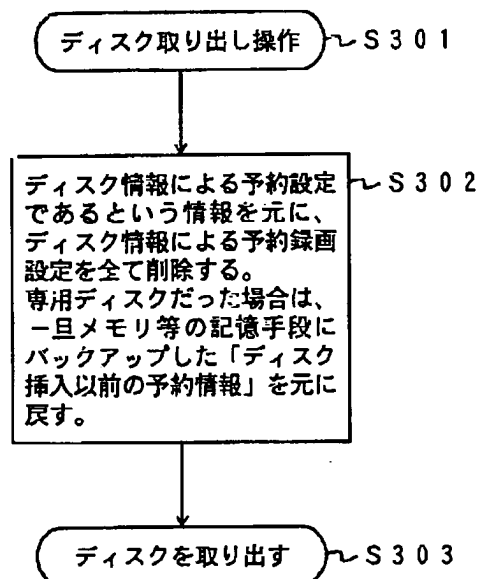 ディスク取り出し操作 S301
ディスク情報による予約設定 S302
であるという情報を元に、
ディスク情報による予約録画
設定を全て削除する。
専用ディスクだった場合は、
一旦メモリ等の記憶手段に
バックアップした「ディスク
挿入以前の予約情報」を元に
戻す。
ディスクを取り出す S303